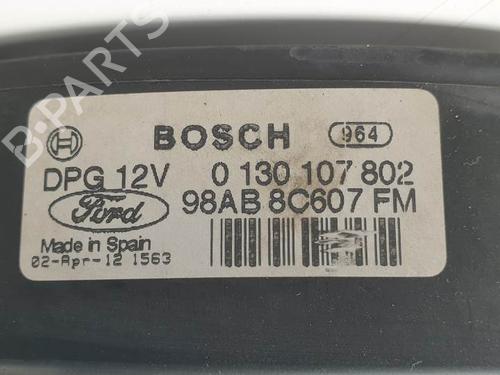 BOSCH 964
DPG 12V 0 130 107 802
Ford 98AB 8C607 FM
Made in Spain
02-Apr-12 1563
B-PARTS